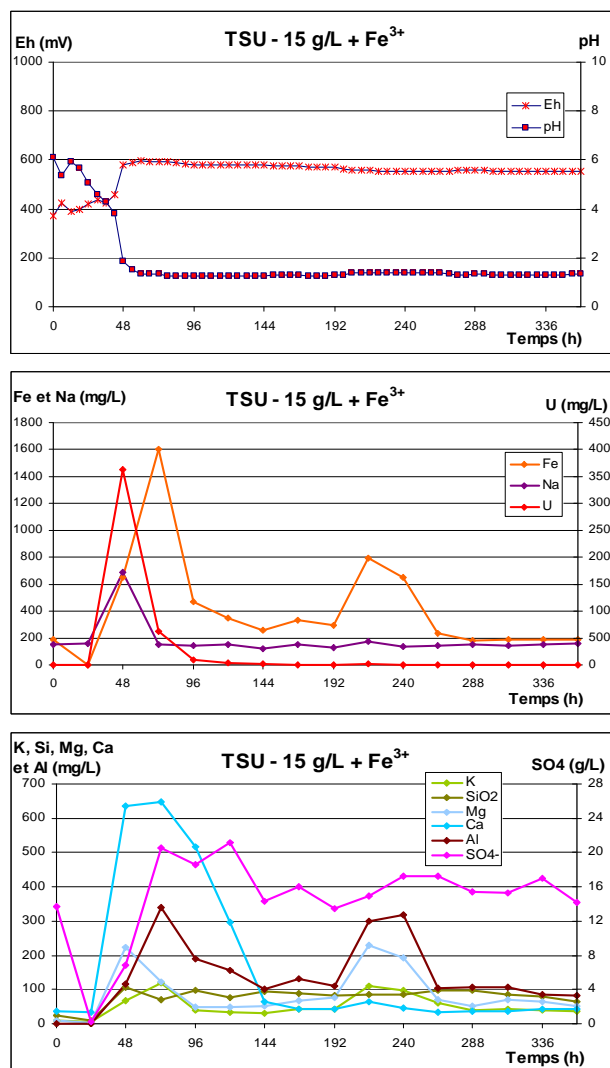 Eh (mV)
TSU - 15 g/L + Fe³⁺
pH
1000
800
600
400
200
0
10
8
6
4
2
0
Eh
pH
0 48 96 144 192 240 288 336
Temps (h)
Fe et Na (mg/L)
TSU - 15 g/L + Fe³⁺
U (mg/L)
1800
1600
1400
1200
1000
800
600
400
200
0
450
400
350
300
250
200
150
100
50
0
Fe
Na
U
0 48 96 144 192 240 288 336
Temps (h)
K, Si, Mg, Ca
et Al (mg/L)
TSU - 15 g/L + Fe³⁺
SO4 (g/L)
700
600
500
400
300
200
100
0
28
24
20
16
12
8
4
0
K
SiO2
Mg
Ca
Al
SO4-
0 48 96 144 192 240 288 336
Temps (h)